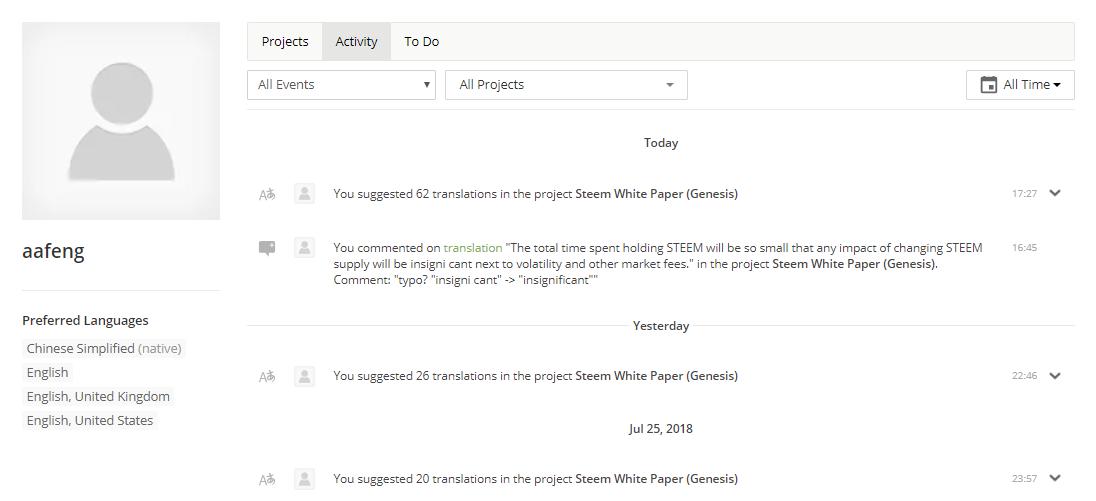 Projects
Activity
To Do
All Events
All Projects
All Time
Today
You suggested 62 translations in the project Steem White Paper (Genesis)
17:27
You commented on translation "The total time spent holding STEEM will be so small that any impact of changing STEEM
16:45
supply will be insigni cant next to volatility and other market fees." in the project Steem White Paper (Genesis).
Comment: "typo? "insigni cant" -> "insignificant""
Yesterday
You suggested 26 translations in the project Steem White Paper (Genesis)
22:46
Jul 25, 2018
You suggested 20 translations in the project Steem White Paper (Genesis)
23:57
aafeng
Preferred Languages
Chinese Simplified (native)
English
English, United Kingdom
English, United States